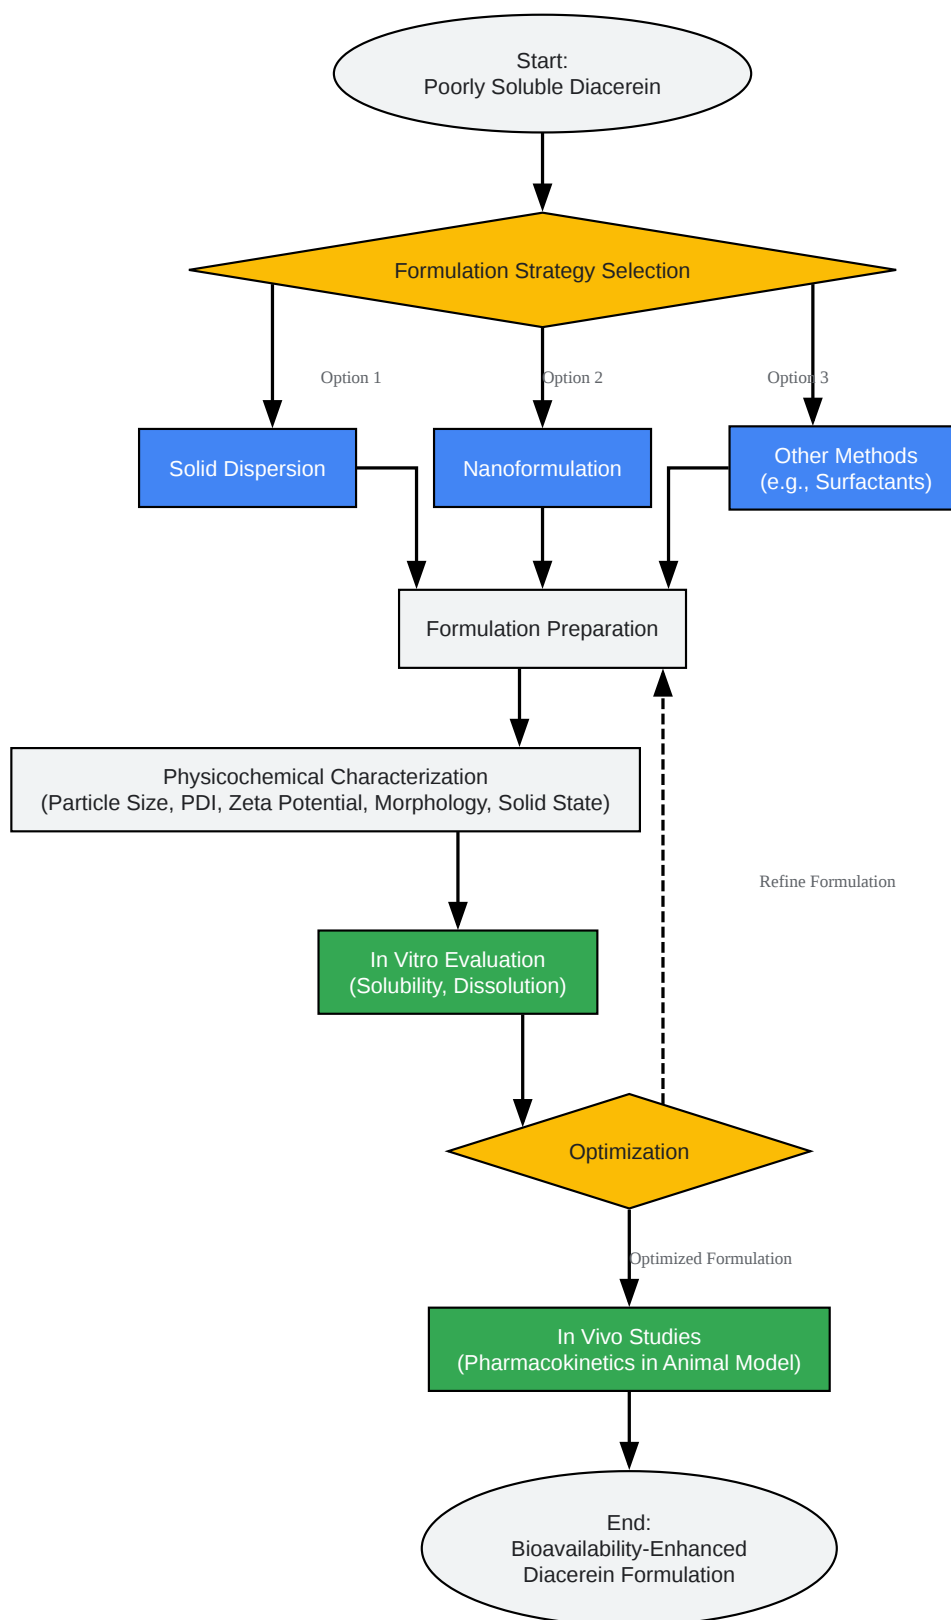 Start:
Poorly Soluble Diacerein
Formulation Strategy Selection
Option 1
Option 2
Option 3
Solid Dispersion
Nanoformulation
Other Methods
(e.g., Surfactants)
Formulation Preparation
Physicochemical Characterization
(Particle Size, PDI, Zeta Potential, Morphology, Solid State)
Refine Formulation
In Vitro Evaluation
(Solubility, Dissolution)
Optimization
Optimized Formulation
In Vivo Studies
(Pharmacokinetics in Animal Model)
End:
Bioavailability-Enhanced
Diacerein Formulation